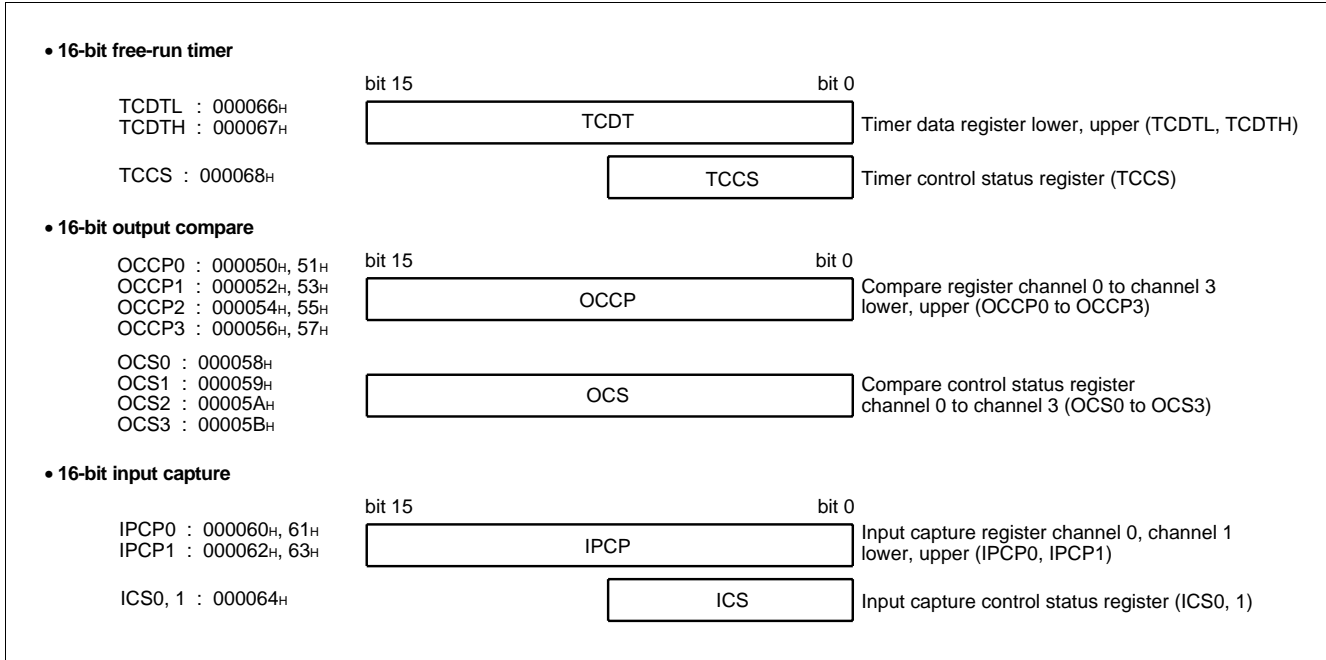 • 16-bit free-run timer
bit 15 bit 0
TCDTL : 000066H
TCDTH : 000067H
TCDT
Timer data register lower, upper (TCDTL, TCDTH)
TCCS : 000068H
TCCS
Timer control status register (TCCS)
• 16-bit output compare
bit 15 bit 0
OCCP0 : 000050H, 51H
OCCP1 : 000052H, 53H
OCCP2 : 000054H, 55H
OCCP3 : 000056H, 57H
OCCP
Compare register channel 0 to channel 3
lower, upper (OCCP0 to OCCP3)
OCS0 : 000058H
OCS1 : 000059H
OCS2 : 00005AH
OCS3 : 00005BH
OCS
Compare control status register
channel 0 to channel 3 (OCS0 to OCS3)
• 16-bit input capture
bit 15 bit 0
IPCP0 : 000060H, 61H
IPCP1 : 000062H, 63H
IPCP
Input capture register channel 0, channel 1
lower, upper (IPCP0, IPCP1)
ICS0, 1 : 000064H
ICS
Input capture control status register (ICS0, 1)